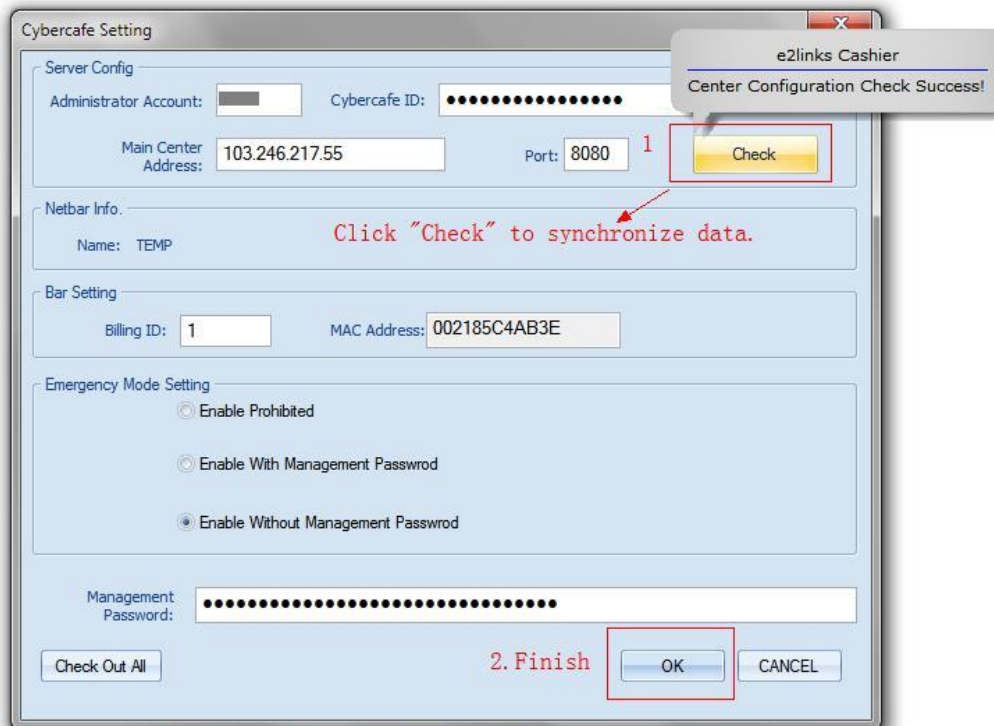 Cybercafe Setting
e2links Cashier
Center Configuration Check Success!
Server Config
Administrator Account:
Cybercafe ID: ●●●●●●●●●●●●●●●●
Main Center
Address:
103.246.217.55
Port: 8080
1
Check
Click "Check" to synchronize data.
Netbar Info.
Name: TEMP
Bar Setting
Billing ID: 1
MAC Address: 002185C4AB3E
Emergency Mode Setting
Enable Prohibited
Enable With Management Passwrod
Enable Without Management Passwrod
Management
Password:
●●●●●●●●●●●●●●●●●●●●●●●●●●●●●●●●
Check Out All
2.Finish
OK
CANCEL